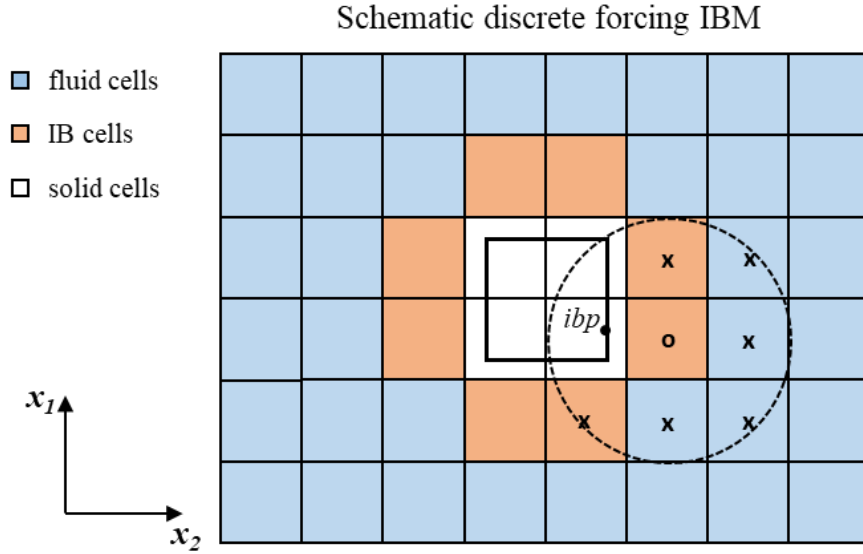 Schematic discrete forcing IBM
fluid cells
IB cells
solid cells
x x
ibp o x
x x x
x₁
x₂